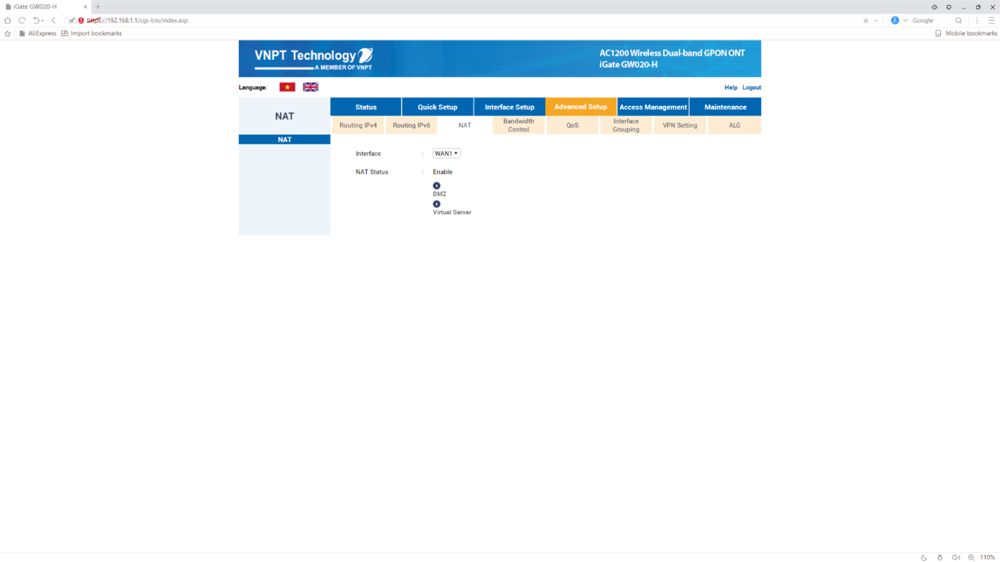 iGate GW020-H
https://192.168.1.1/cgi-bin/index.asp
Google
AliExpress Import bookmarks
Mobile bookmarks
VNPT Technology
A MEMBER OF VNPT
AC1200 Wireless Dual-band GPON ONT
iGate GW020-H
Language:
Help Logout
NAT
Status Quick Setup Interface Setup Advanced Setup Access Management Maintenance
Routing IPv4 Routing IPv6 NAT Bandwidth Control QoS Interface Grouping VPN Setting ALG
NAT
Interface : WAN1
NAT Status : Enable
DMZ
Virtual Server
110%